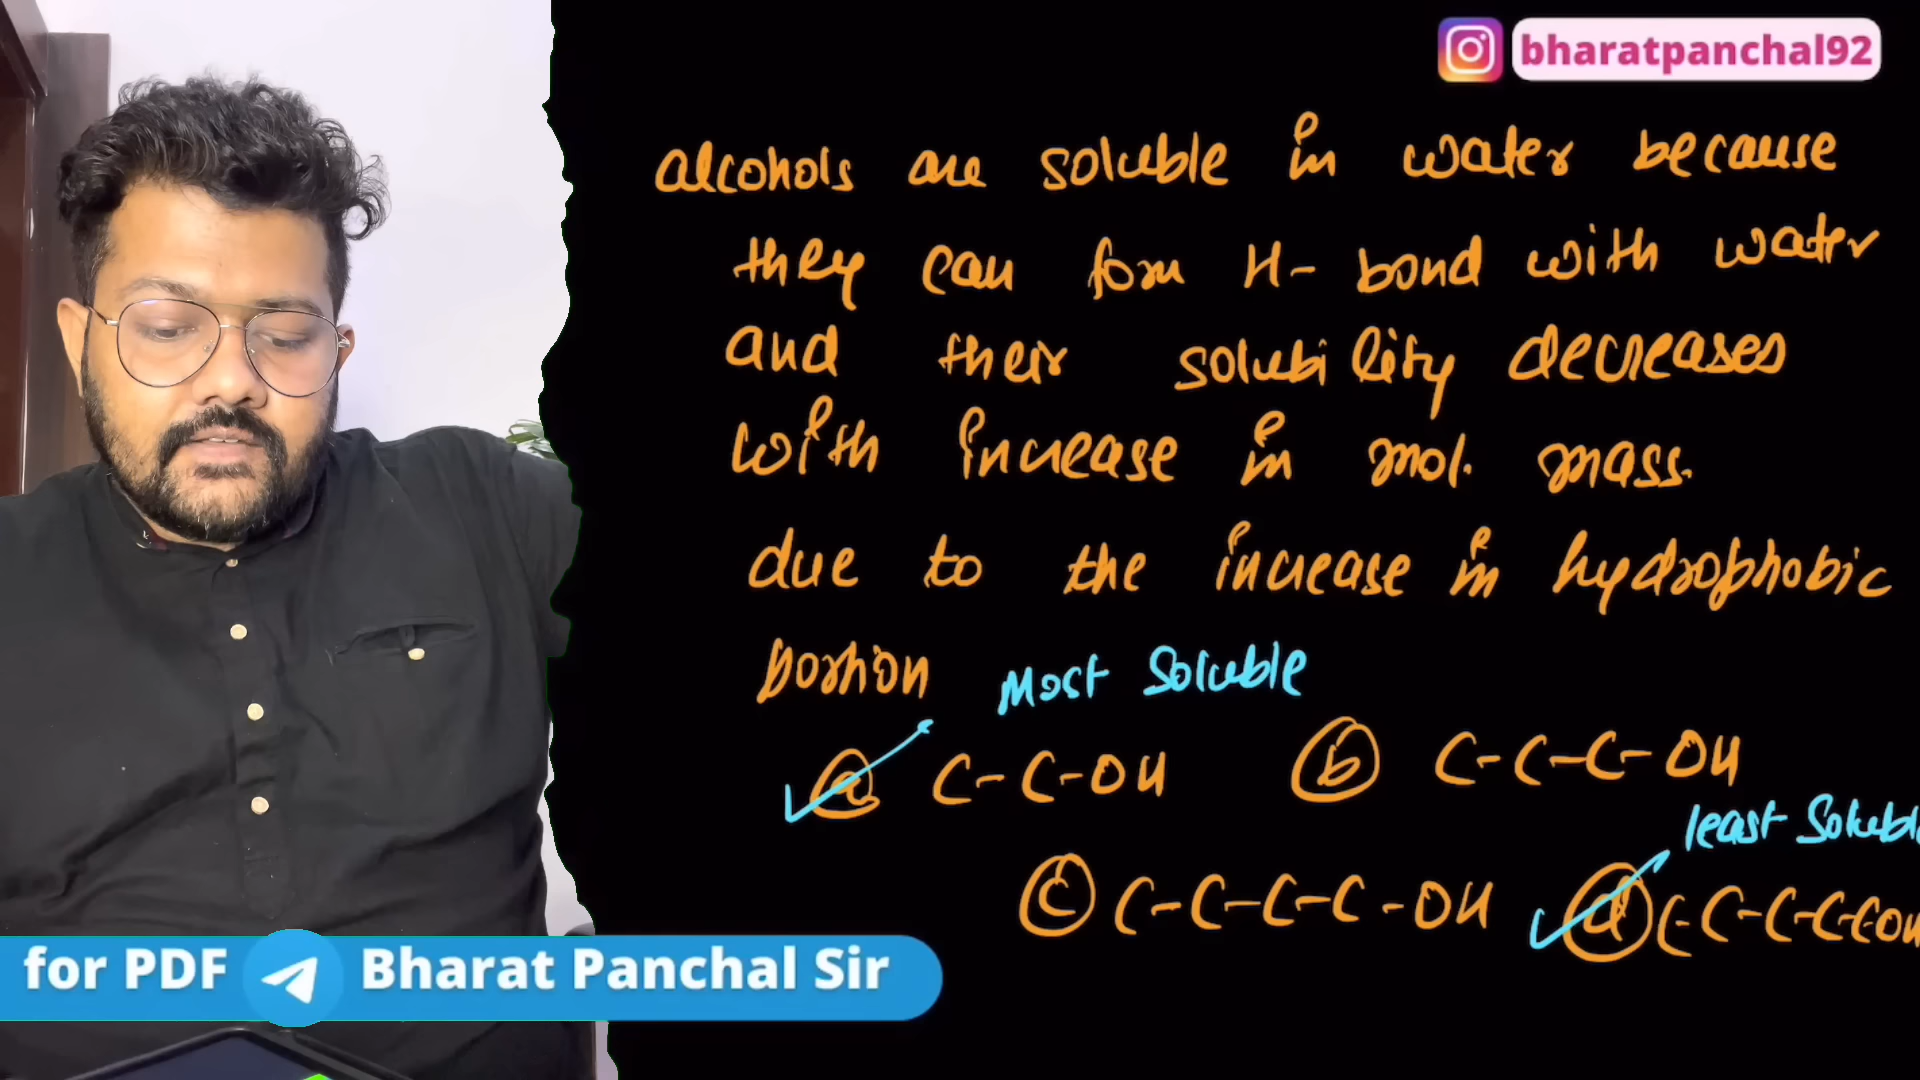 bharatpanchal92
alcohols are soluble in water because
they can form H- bond with water
and their solubility decreases
with increase in mol. mass.
due to the increase in hydrophobic
portion Most Soluble
a C-C-OH b C-C-C-OH
least Soluble
c C-C-C-C-OH d C-C-C-C-C-OH
for PDF Bharat Panchal Sir